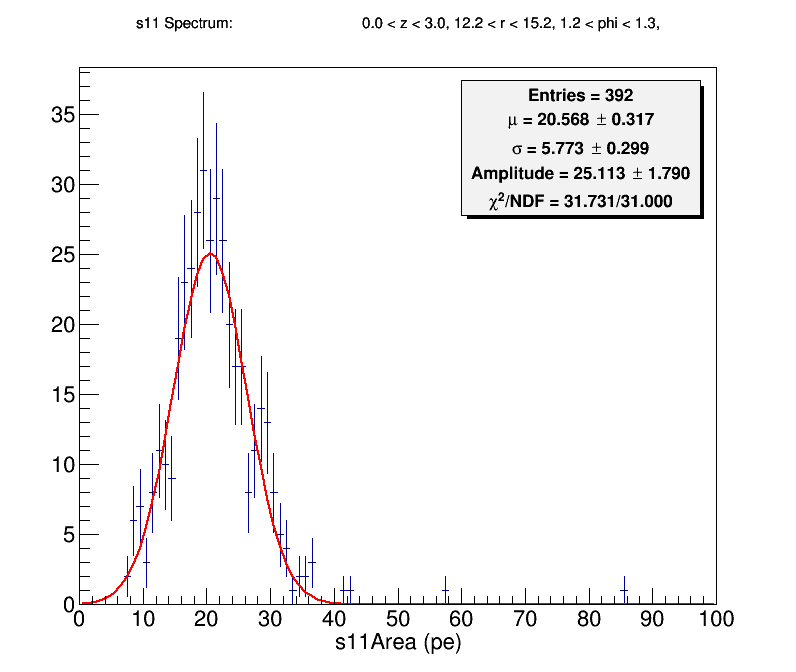 s11 Spectrum: 0.0 < z < 3.0, 12.2 < r < 15.2, 1.2 < phi < 1.3,
Entries = 392
μ = 20.568 ± 0.317
σ = 5.773 ± 0.299
Amplitude = 25.113 ± 1.790
χ²/NDF = 31.731/31.000
35
30
25
20
15
10
5
0
0 10 20 30 40 50 60 70 80 90 100
s11Area (pe)